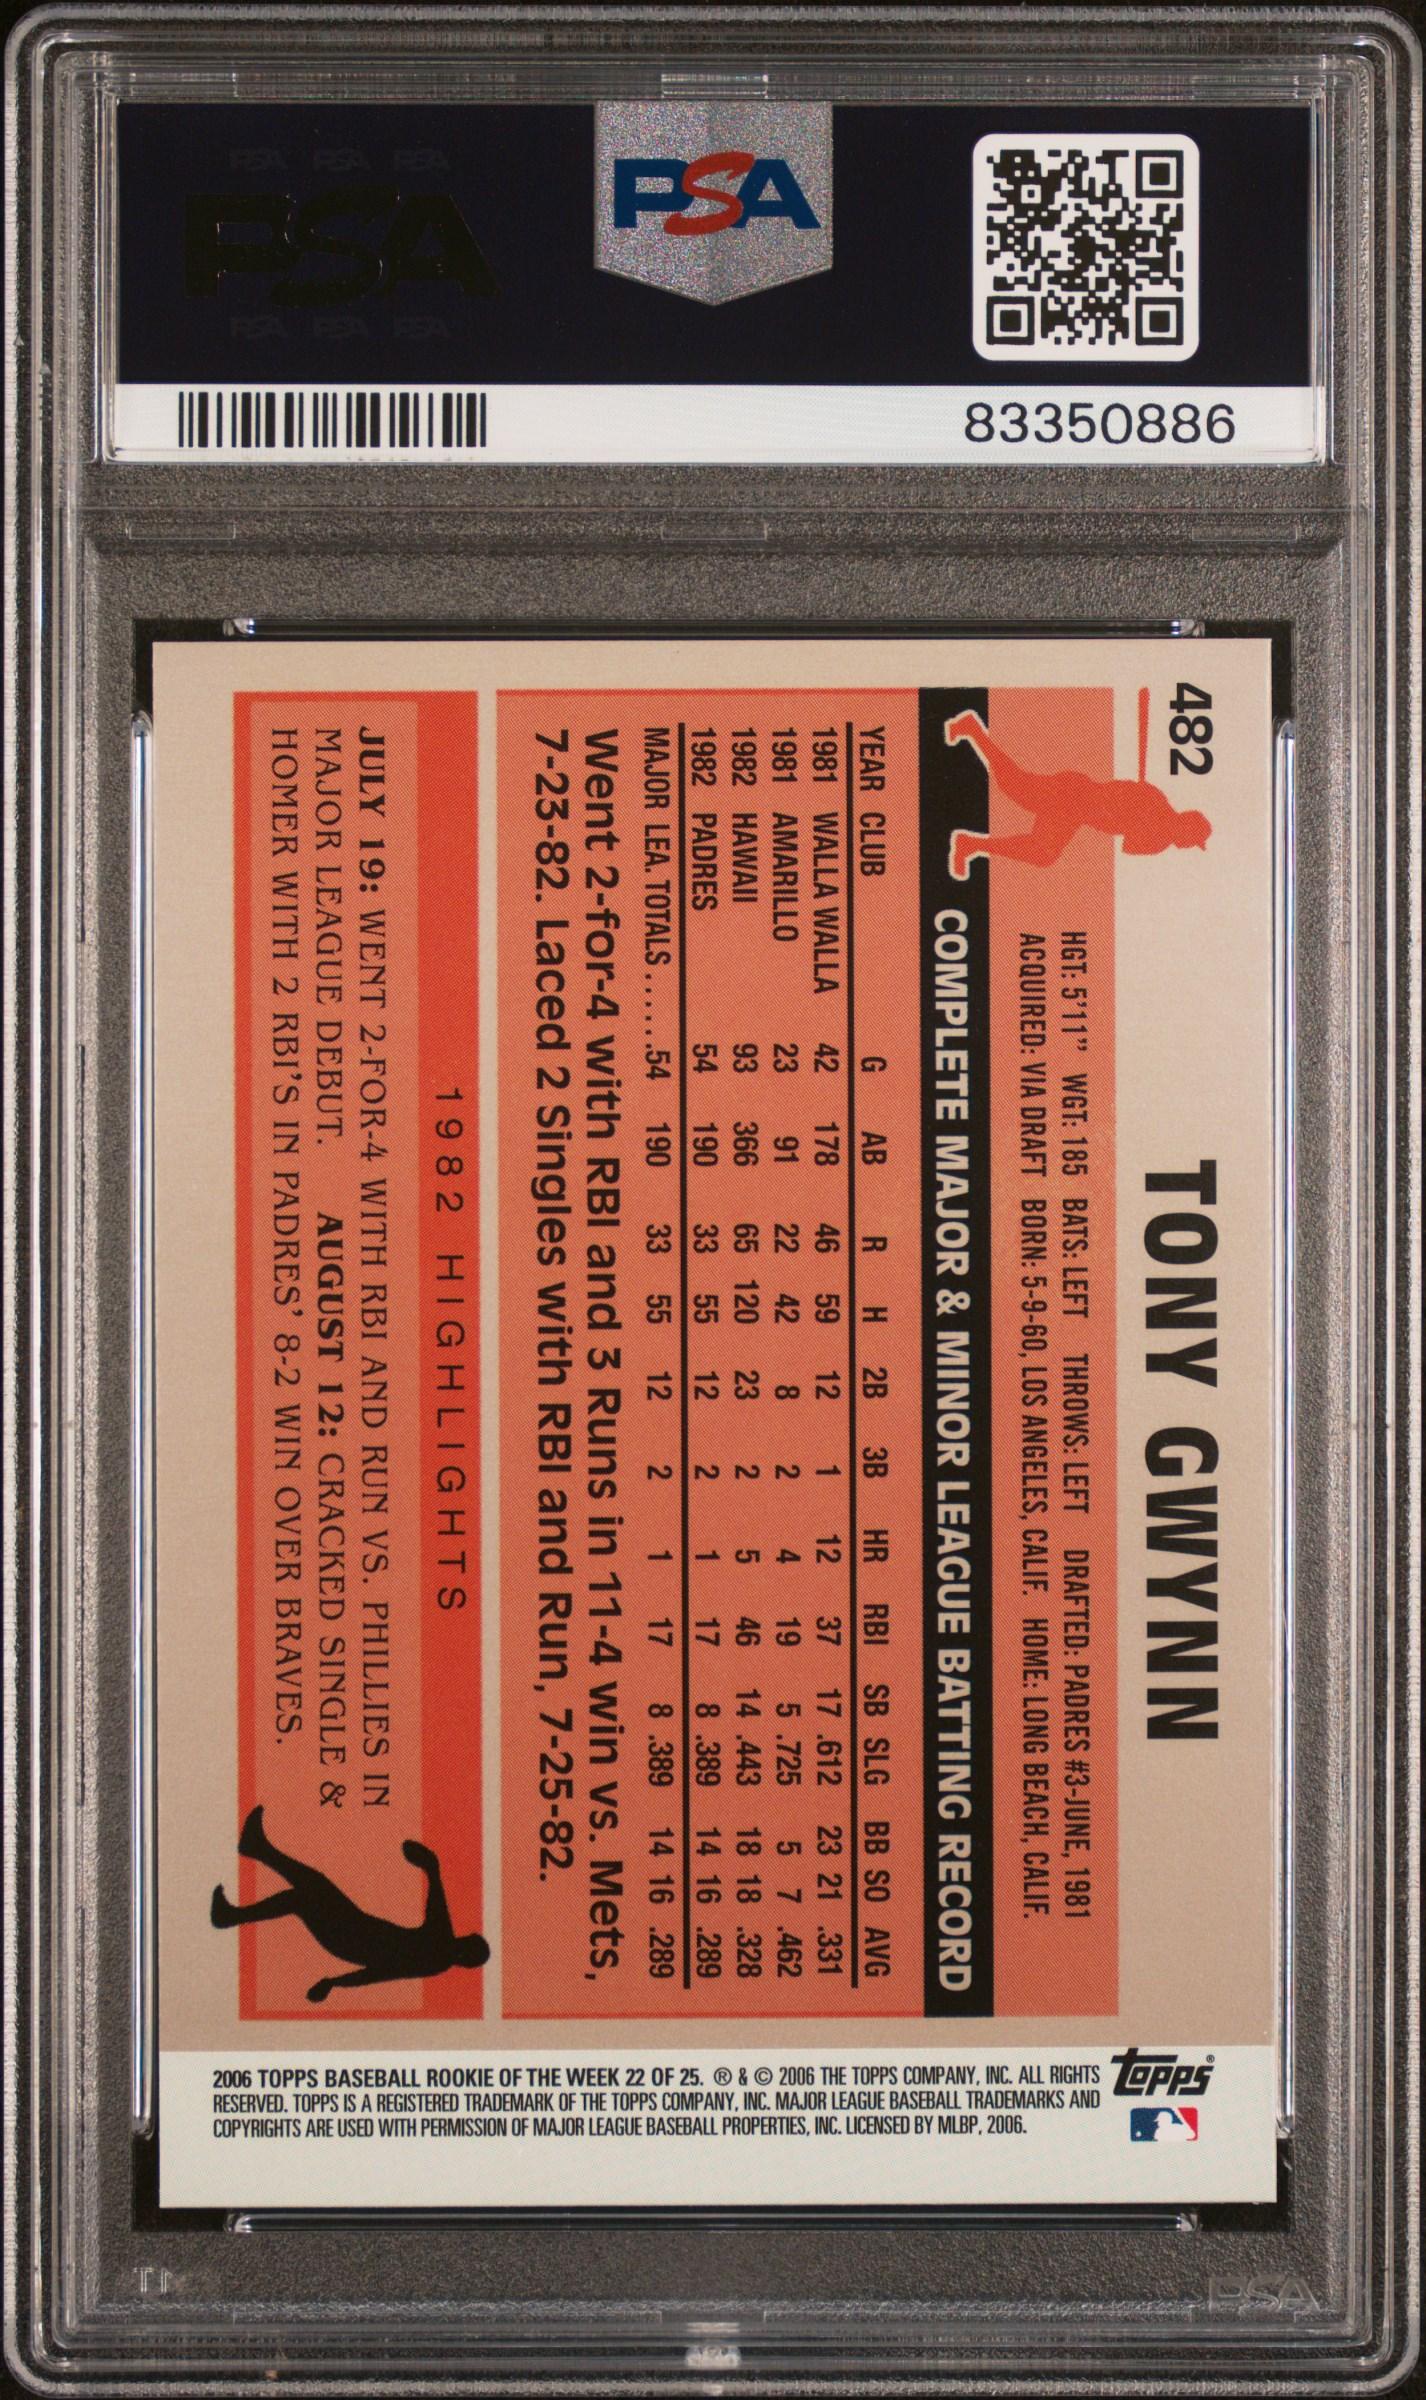 PSA PSA PSA
PSA
PSA PSA PSA
PSA
83350886
482
TONY GWYNN
HGT: 5'11” WGT: 185 BATS: LEFT THROWS: LEFT DRAFTED: PADRES #3-JUNE, 1981
ACQUIRED: VIA DRAFT BORN: 5-9-60, LOS ANGELES, CALIF. HOME: LONG BEACH, CALIF.
COMPLETE MAJOR & MINOR LEAGUE BATTING RECORD
YEAR CLUB G AB R H 2B 3B HR RBI SB SLG BB SO AVG
1981 WALLA WALLA 42 178 46 59 12 1 12 37 17 .612 23 21 .331
1981 AMARILLO 23 91 22 42 8 2 4 19 5 .725 5 7 .462
1982 HAWAII 93 366 65 120 23 2 5 46 14 .443 18 18 .328
1982 PADRES 54 190 33 55 12 2 1 17 8 .389 14 16 .289
MAJOR LEA. TOTALS ......54 190 33 55 12 2 1 17 8 .389 14 16 .289
Went 2-for-4 with RBI and 3 Runs in 11-4 win vs. Mets,
7-23-82. Laced 2 Singles with RBI and Run, 7-25-82.
1982 HIGHLIGHTS
JULY 19: WENT 2-FOR-4 WITH RBI AND RUN VS. PHILLIES IN
MAJOR LEAGUE DEBUT. AUGUST 12: CRACKED SINGLE &
HOMER WITH 2 RBI'S IN PADRES' 8-2 WIN OVER BRAVES.
2006 TOPPS BASEBALL ROOKIE OF THE WEEK 22 OF 25. ® & © 2006 THE TOPPS COMPANY, INC. ALL RIGHTS
RESERVED. TOPPS IS A REGISTERED TRADEMARK OF THE TOPPS COMPANY, INC. MAJOR LEAGUE BASEBALL TRADEMARKS AND
COPYRIGHTS ARE USED WITH PERMISSION OF MAJOR LEAGUE BASEBALL PROPERTIES, INC. LICENSED BY MLBP, 2006.
topps®
PSA